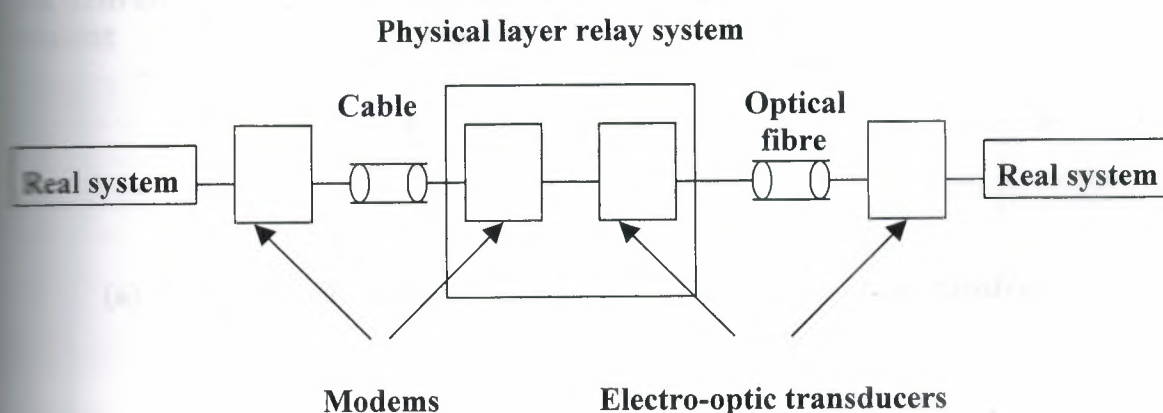 Physical layer relay system
Cable
Optical
fibre
Real system
Real system
Modems
Electro-optic transducers